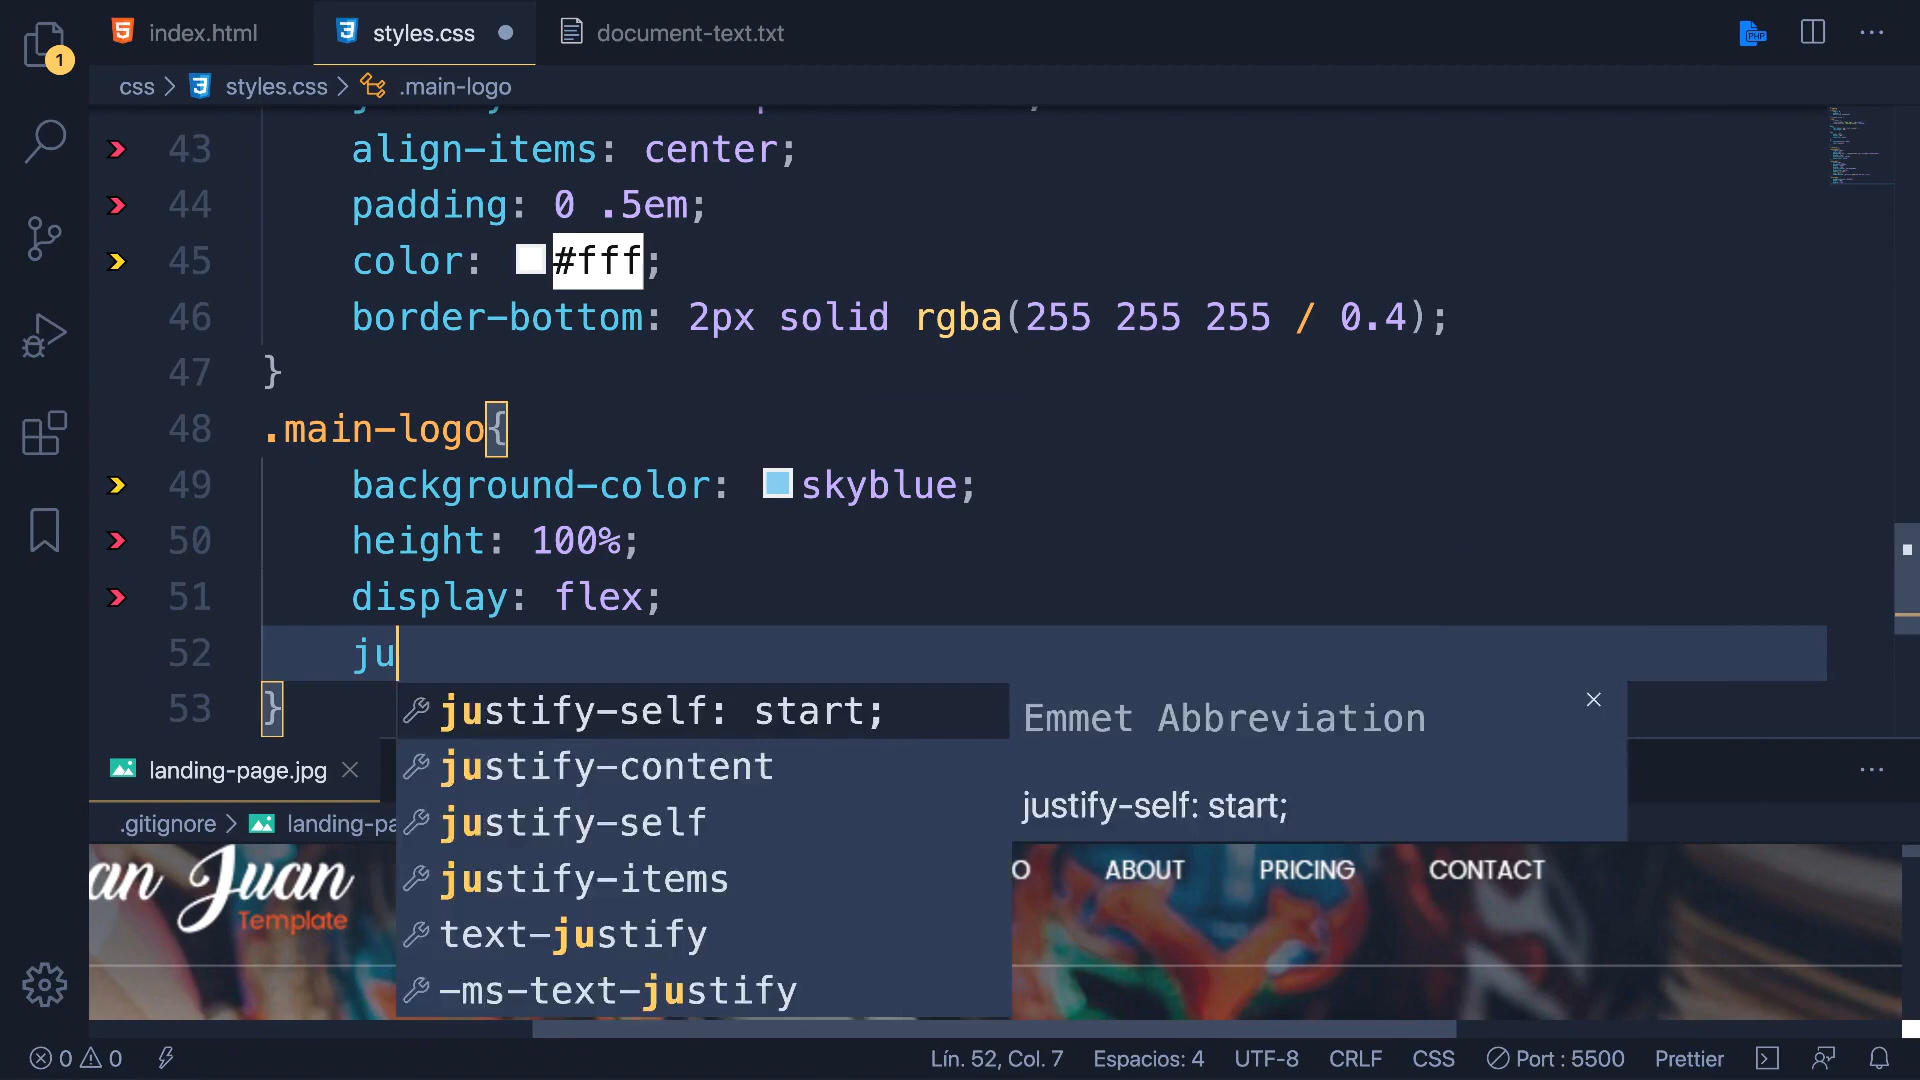 1
index.html
styles.css
document-text.txt
PHP
css > styles.css > .main-logo
43 align-items: center;
44 padding: 0 .5em;
45 color: #fff;
46 border-bottom: 2px solid rgba(255 255 255 / 0.4);
47 }
48 .main-logo{
49 background-color: skyblue;
50 height: 100%;
51 display: flex;
52 ju
53 }
justify-self: start;
justify-content
justify-self
justify-items
text-justify
-ms-text-justify
Emmet Abbreviation
justify-self: start;
landing-page.jpg
.gitignore > landing-pa
an Juan
Template
O ABOUT PRICING CONTACT
0 0
Lín. 52, Col. 7
Espacios: 4
UTF-8
CRLF
CSS
Port : 5500
Prettier